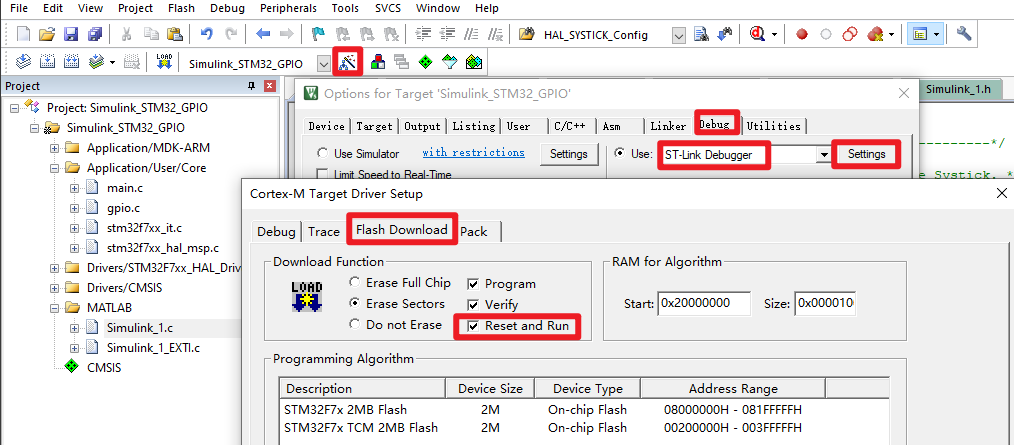 File Edit View Project Flash Debug Peripherals Tools SVCS Window Help
HAL_SYSTICK_Config
LOAD Simulink_STM32_GPIO
Project
Project: Simulink_STM32_GPIO
Simulink_STM32_GPIO
Application/MDK-ARM
Application/User/Core
main.c
gpio.c
stm32f7xx_it.c
stm32f7xx_hal_msp.c
Drivers/STM32F7xx_HAL_Driv
Drivers/CMSIS
MATLAB
Simulink_1.c
Simulink_1_EXTI.c
CMSIS
Simulink_1.h
----------*/
e Systick. *
Options for Target 'Simulink_STM32_GPIO'
Device Target Output Listing User C/C++ Asm Linker Debug Utilities
Use Simulator with restrictions Settings Use: ST-Link Debugger Settings
Limit Speed to Real-Time
Cortex-M Target Driver Setup
Debug Trace Flash Download Pack
Download Function
LOAD
Erase Full Chip Program
Erase Sectors Verify
Do not Erase Reset and Run
RAM for Algorithm
Start: 0x20000000 Size: 0x000010
Programming Algorithm
Description Device Size Device Type Address Range
STM32F7x 2MB Flash 2M On-chip Flash 08000000H - 081FFFFFH
STM32F7x TCM 2MB Flash 2M On-chip Flash 00200000H - 003FFFFFH